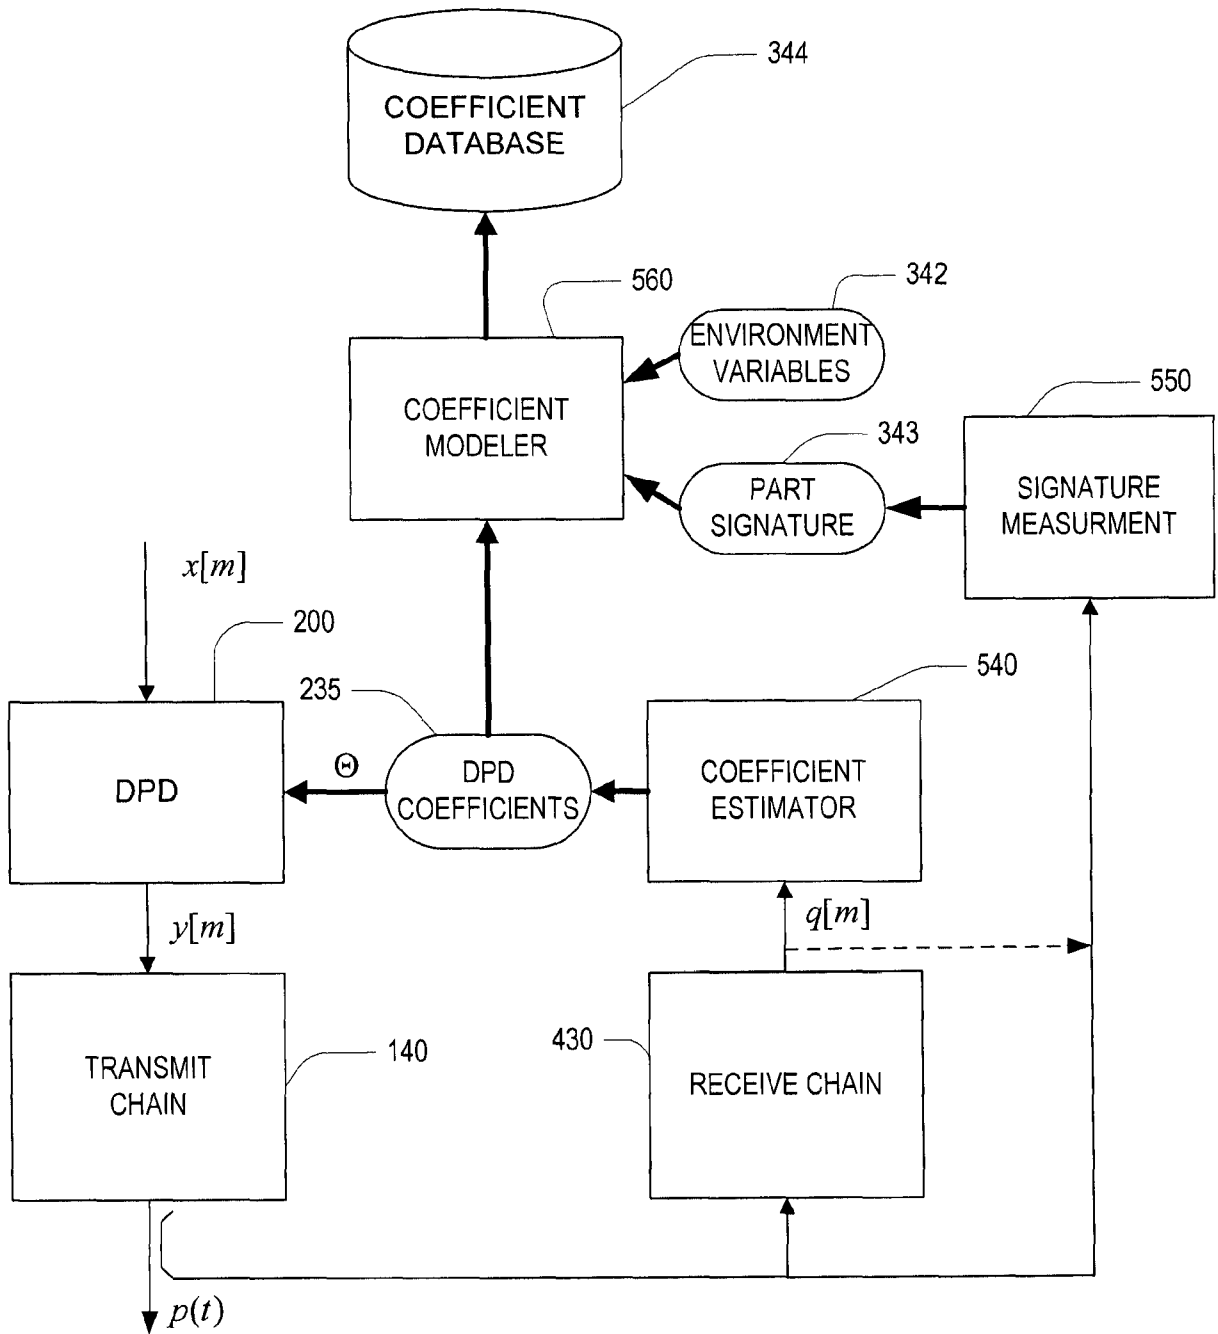 344
COEFFICIENT
DATABASE
342
560
ENVIRONMENT
VARIABLES
550
COEFFICIENT
MODELER
343
PART
SIGNATURE
SIGNATURE
MEASURMENT
x[m]
200
235
540
Θ
DPD
DPD
COEFFICIENTS
COEFFICIENT
ESTIMATOR
y[m]
q[m]
TRANSMIT
CHAIN
140
430
RECEIVE CHAIN
p(t)